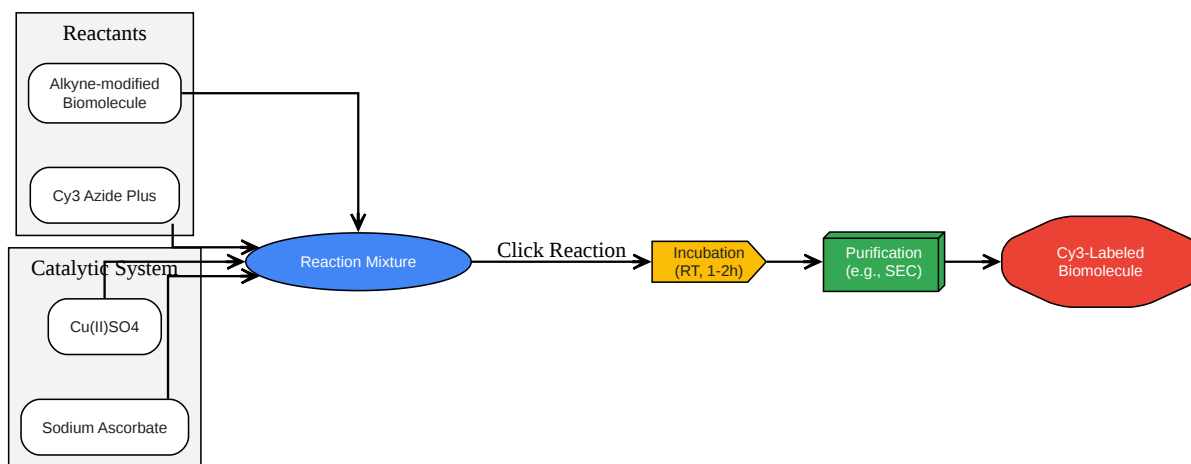 Reactants
Alkyne-modified
Biomolecule
Cy3 Azide Plus
Catalytic System
Cu(II)SO4
Sodium Ascorbate
Reaction Mixture
Click Reaction
Incubation
(RT, 1-2h)
Purification
(e.g., SEC)
Cy3-Labeled
Biomolecule